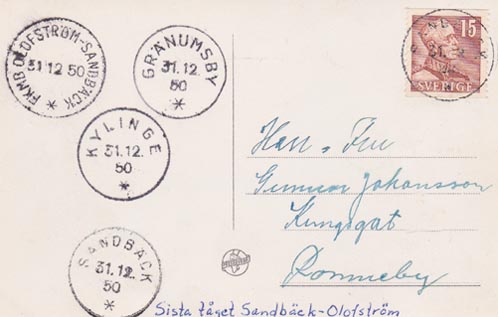 FKNB OLOFSTRÖM-SANDBÄCK
31 12 50
*
GRÄNUMSBY
31.12.
50
*
KYLINGE
31.12.
50
*
SANDBÄCK
31.12.
50
*
15
SVERIGE
Herr o Fru
Gunnar Johansson
Kungsgat
Ronneby
Sista tåget Sandbäck-Olofström